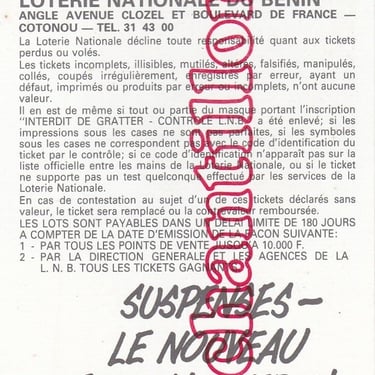 LOTERIE NATIONALE DU BENIN
ANGLE AVENUE CLOZEL ET BOULEVARD DE FRANCE —
COTONOU — TEL. 31 43 00
La Loterie Nationale décline toute responsabilité quant aux tickets
perdus ou volés.
Les tickets incomplets, illisibles, mutilés, altérés, falsifiés, manipulés,
collés, coupés irrégulièrement, enregistrés par erreur, ayant un
défaut, imprimés ou produits par erreur ou incomplets, n'ont aucune
valeur.
Il en est de même si tout ou partie du masque portant l'inscription
"INTERDIT DE GRATTER - CONTROLE L.N.B." a été enlevé; si les
impressions sous les cases ne sont pas parfaites, si les symboles
sous les cases ne correspondent pas avec le code d'identification du
ticket par le contrôle; si ce code d'identification n'apparaît pas sur la
liste officielle entre les mains de la Loterie Nationale, ou si le ticket
ne supporte pas un test quelconque effectué par les services de la
Loterie Nationale.
En cas de contestation au sujet d'un de ces tickets déclarés sans
valeur, le ticket sera remplacé ou la contrevaleur remboursée.
LES LOTS SONT PAYABLES DANS UN DELAI LIMITE DE 180 JOURS
A COMPTER DE LA DATE D'EMISSION DE LA FAÇON SUIVANTE:
1 - PAR TOUS LES POINTS DE VENTE JUSQU'A 10.000 F.
2 - PAR LA DIRECTION GENERALE ET LES AGENCES DE LA
L. N. B. TOUS LES TICKETS GAGNANTS.
SUSPENSES —
LE NOUVEAU
chantillo